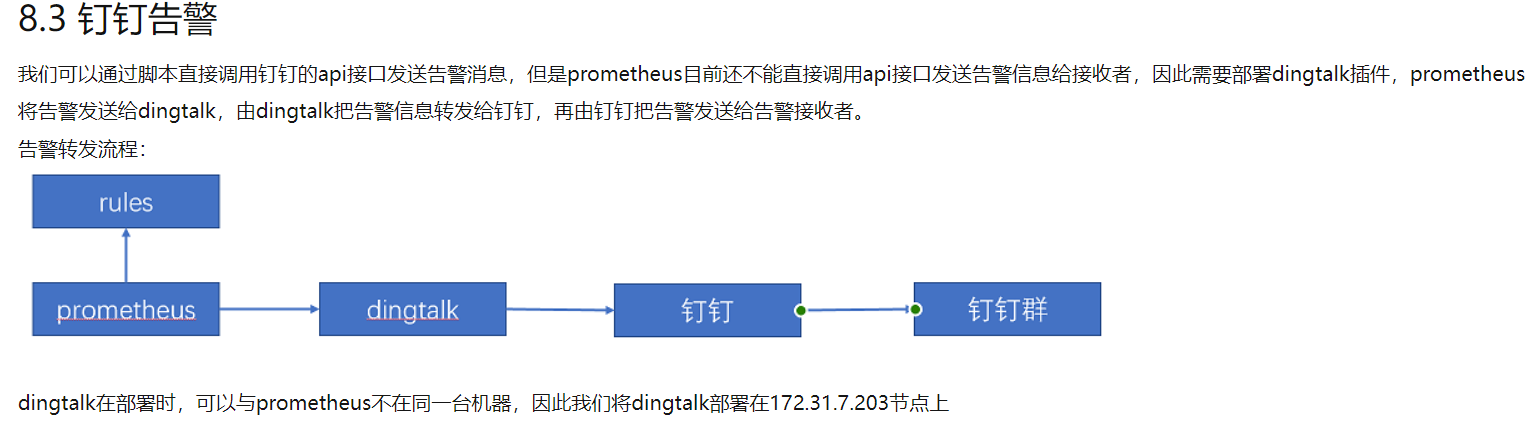 8.3 钉钉告警
我们可以通过脚本直接调用钉钉的api接口发送告警消息，但是prometheus目前还不能直接调用api接口发送告警信息给接收者，因此需要部署dingtalk插件，prometheus
将告警发送给dingtalk，由dingtalk把告警信息转发给钉钉，再由钉钉把告警发送给告警接收者。
告警转发流程：
rules
prometheus
dingtalk
钉钉
钉钉群
dingtalk在部署时，可以与prometheus不在同一台机器，因此我们将dingtalk部署在172.31.7.203节点上